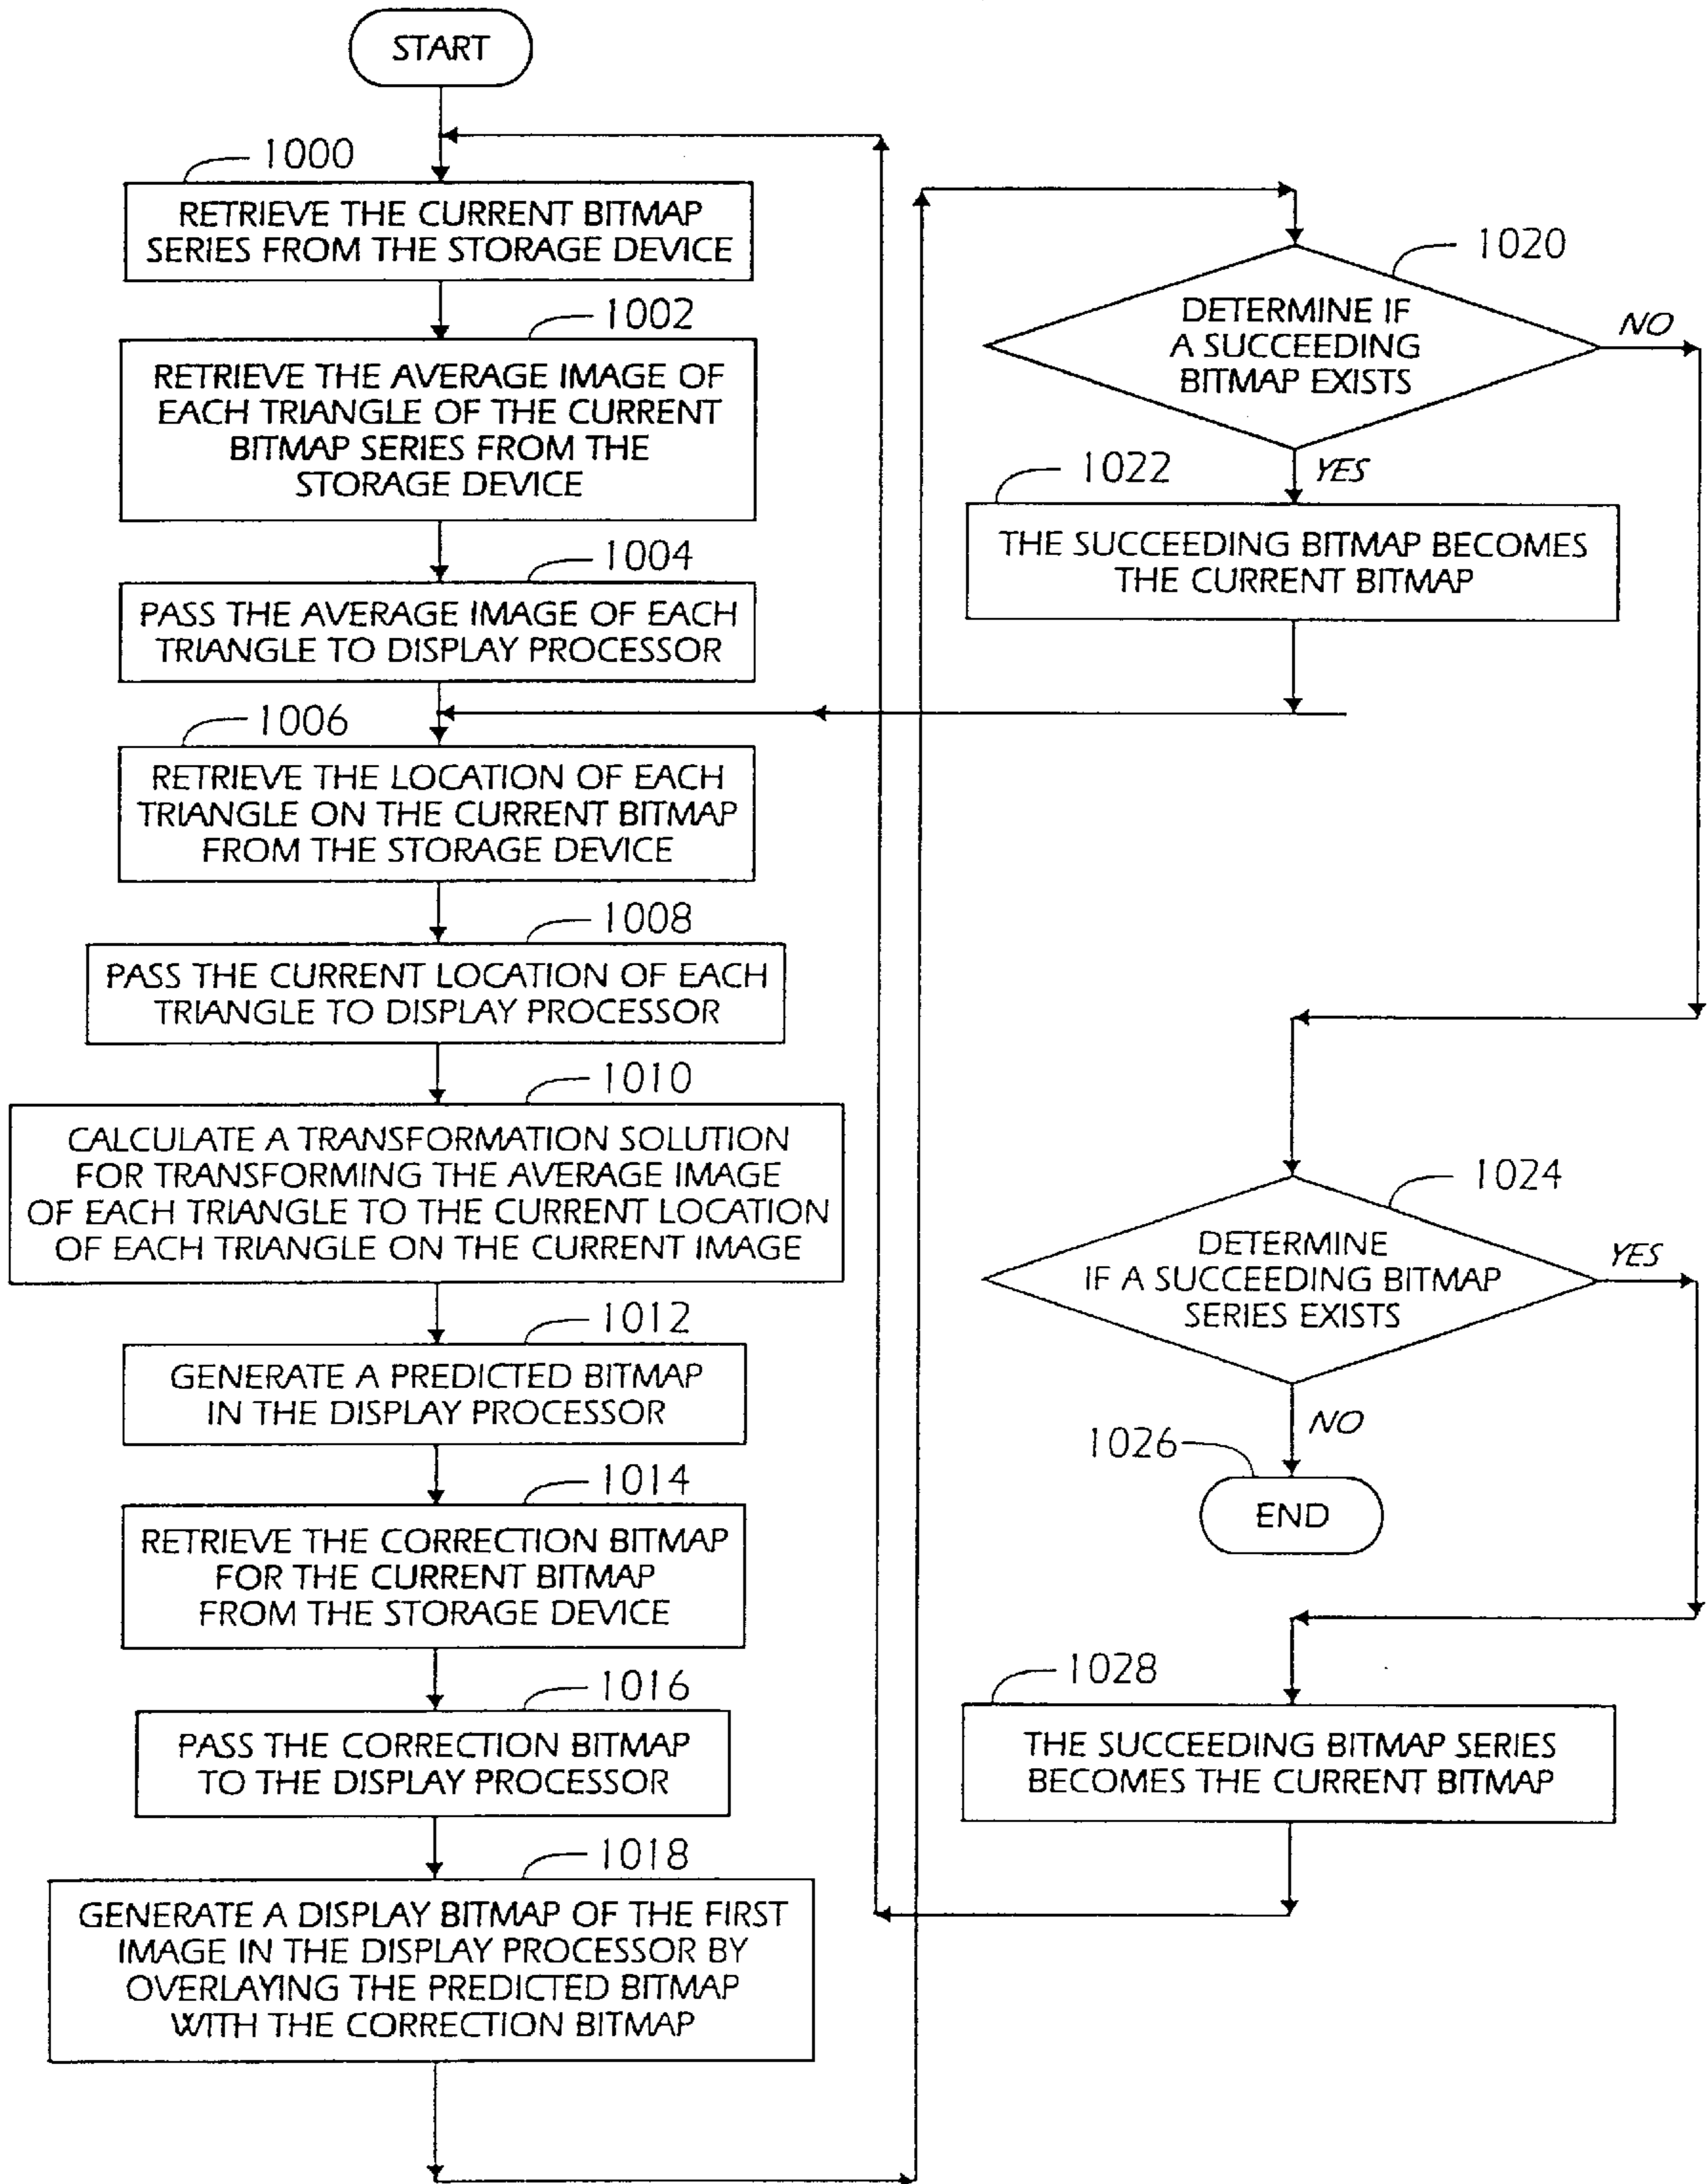 START
1000
RETRIEVE THE CURRENT BITMAP
SERIES FROM THE STORAGE DEVICE
1002
RETRIEVE THE AVERAGE IMAGE OF
EACH TRIANGLE OF THE CURRENT
BITMAP SERIES FROM THE
STORAGE DEVICE
1004
PASS THE AVERAGE IMAGE OF EACH
TRIANGLE TO DISPLAY PROCESSOR
1006
RETRIEVE THE LOCATION OF EACH
TRIANGLE ON THE CURRENT BITMAP
FROM THE STORAGE DEVICE
1008
PASS THE CURRENT LOCATION OF EACH
TRIANGLE TO DISPLAY PROCESSOR
1010
CALCULATE A TRANSFORMATION SOLUTION
FOR TRANSFORMING THE AVERAGE IMAGE
OF EACH TRIANGLE TO THE CURRENT LOCATION
OF EACH TRIANGLE ON THE CURRENT IMAGE
1012
GENERATE A PREDICTED BITMAP
IN THE DISPLAY PROCESSOR
1014
RETRIEVE THE CORRECTION BITMAP
FOR THE CURRENT BITMAP
FROM THE STORAGE DEVICE
1016
PASS THE CORRECTION BITMAP
TO THE DISPLAY PROCESSOR
1018
GENERATE A DISPLAY BITMAP OF THE FIRST
IMAGE IN THE DISPLAY PROCESSOR BY
OVERLAYING THE PREDICTED BITMAP
WITH THE CORRECTION BITMAP
1020
DETERMINE IF
A SUCCEEDING
BITMAP EXISTS
NO
YES
1022
THE SUCCEEDING BITMAP BECOMES
THE CURRENT BITMAP
1024
DETERMINE
IF A SUCCEEDING BITMAP
SERIES EXISTS
YES
NO
1026
END
1028
THE SUCCEEDING BITMAP SERIES
BECOMES THE CURRENT BITMAP